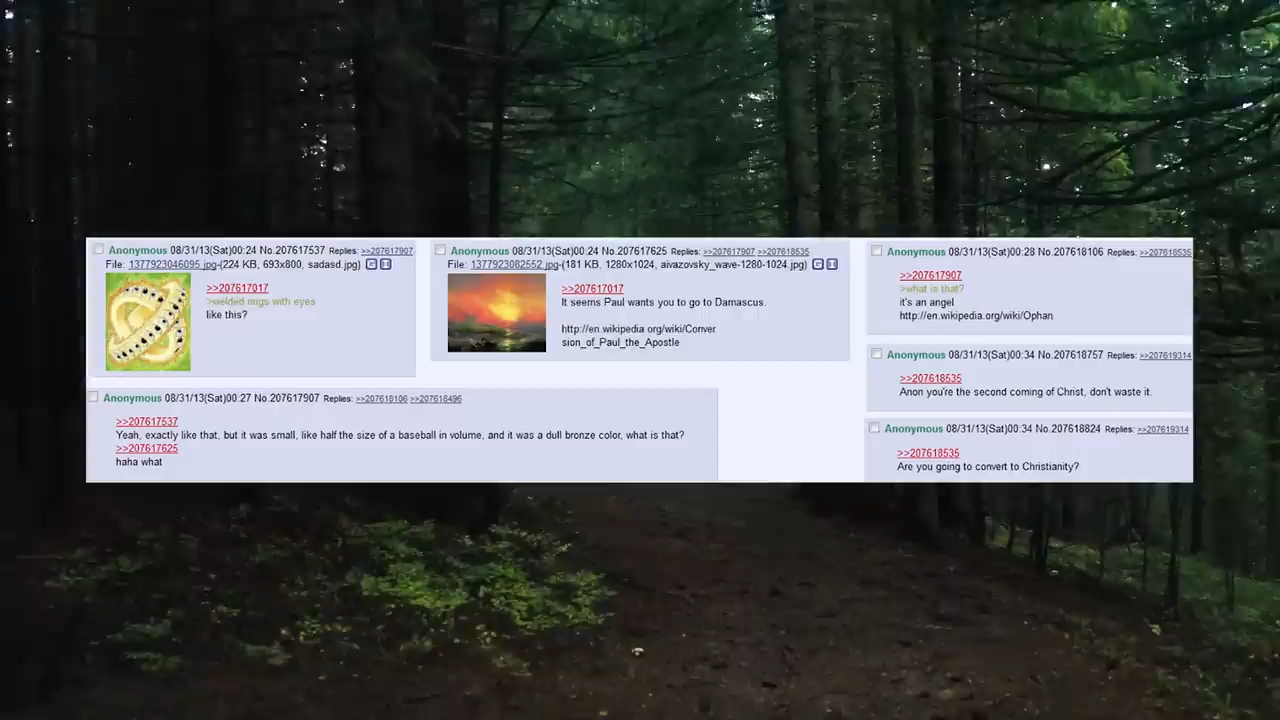 Anonymous 08/31/13(Sat)00:24 No.207617537 Replies: >>207617907
File: 1377923046095.jpg-(224 KB, 693x800, sadasd.jpg)
>>207617017
>welded rings with eyes
like this?
Anonymous 08/31/13(Sat)00:24 No.207617625 Replies: >>207617907 >>207618535
File: 1377923082552.jpg-(181 KB, 1280x1024, aivazovsky_wave-1280-1024.jpg)
>>207617017
It seems Paul wants you to go to Damascus.
http://en.wikipedia.org/wiki/Conver
sion_of_Paul_the_Apostle
Anonymous 08/31/13(Sat)00:27 No.207617907 Replies: >>207618106 >>207618496
>>207617537
Yeah, exactly like that, but it was small, like half the size of a baseball in volume, and it was a dull bronze color, what is that?
>>207617625
haha what
Anonymous 08/31/13(Sat)00:28 No.207618106 Replies: >>207618535
>>207617907
>what is that?
it's an angel
http://en.wikipedia.org/wiki/Ophan
Anonymous 08/31/13(Sat)00:34 No.207618757 Replies: >>207619314
>>207618535
Anon you're the second coming of Christ, don't waste it.
Anonymous 08/31/13(Sat)00:34 No.207618824 Replies: >>207619314
>>207618535
Are you going to convert to Christianity?